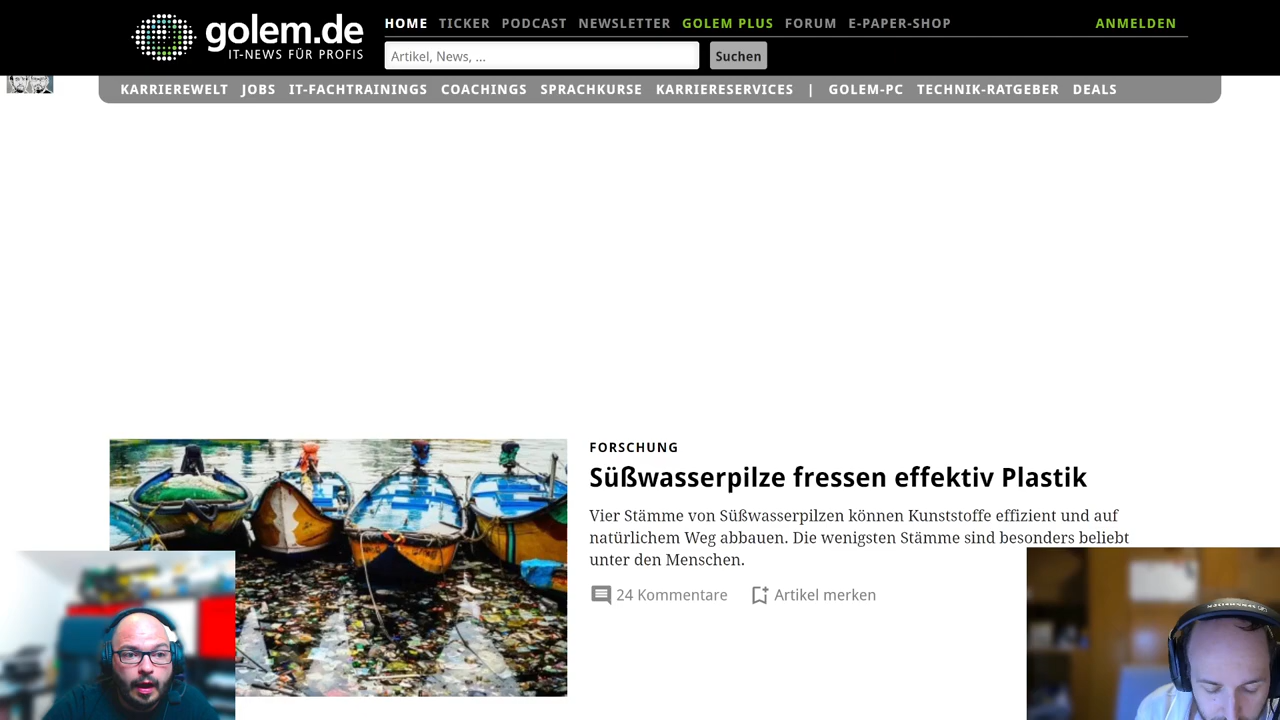 golem.de
IT-NEWS FÜR PROFIS
HOME TICKER PODCAST NEWSLETTER GOLEM PLUS FORUM E-PAPER-SHOP ANMELDEN
Artikel, News, ... Suchen
KARRIEREWELT JOBS IT-FACHTRAININGS COACHINGS SPRACHKURSE KARRIERESERVICES | GOLEM-PC TECHNIK-RATGEBER DEALS
FORSCHUNG
Süßwasserpilze fressen effektiv Plastik
Vier Stämme von Süßwasserpilzen können Kunststoffe effizient und auf
natürlichem Weg abbauen. Die wenigsten Stämme sind besonders beliebt
unter den Menschen.
24 Kommentare Artikel merken